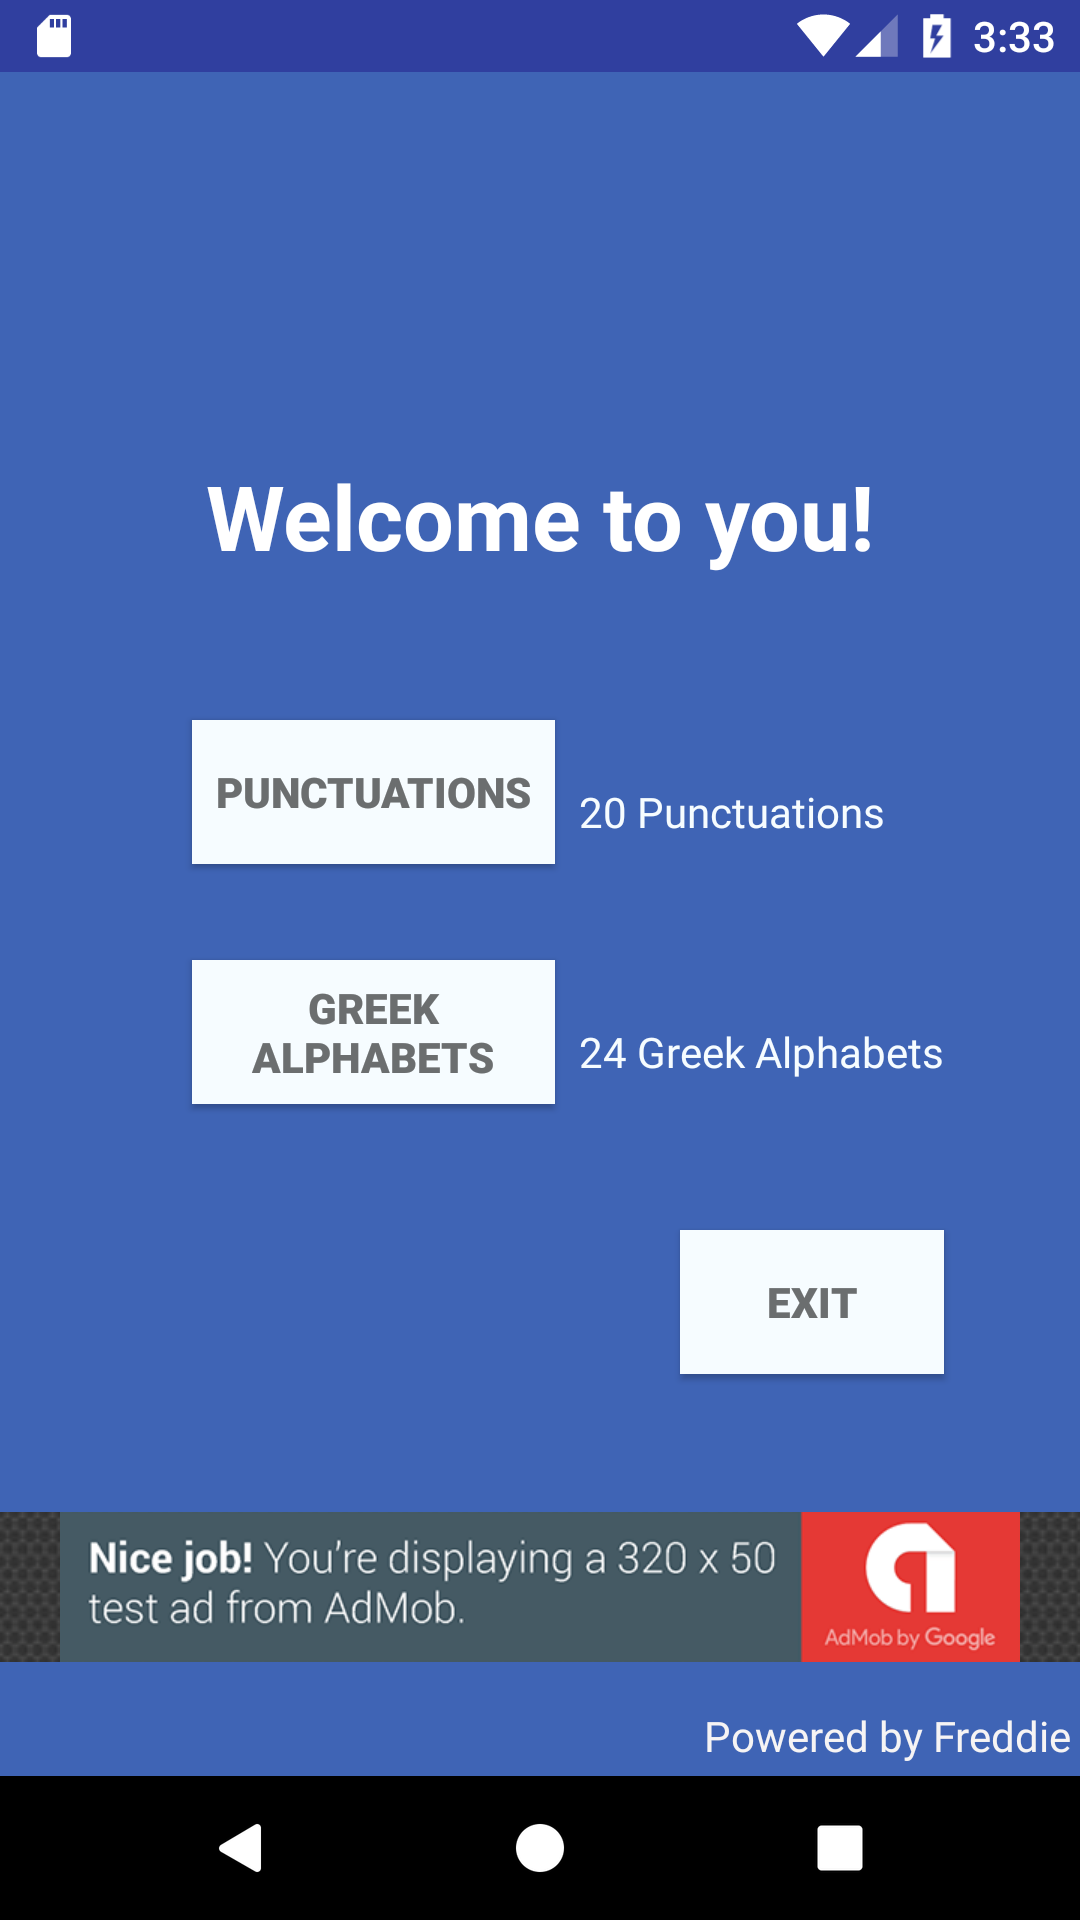 3:33
Welcome to you!
PUNCTUATIONS
20 Punctuations
GREEK
ALPHABETS
24 Greek Alphabets
EXIT
Nice job! You're displaying a 320 x 50
test ad from AdMob.
AdMob by Google
Powered by Freddie